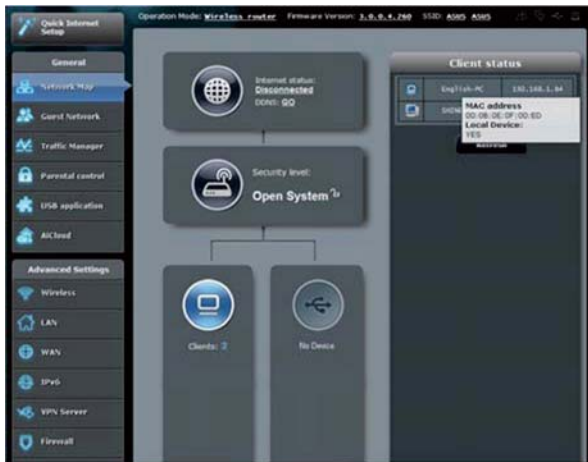 Quick Internet
Setup
Operation Mode: Wireless router Firmware Version: 3.0.0.4.260 SSID: ASUS ASUS
General
Network Map
Guest Network
Traffic Manager
Parental control
USB application
AiCloud
Advanced Settings
Wireless
LAN
WAN
IPv6
VPN Server
Firewall
Internet status:
Disconnected
DDNS: GO
Security level:
Open System
Clients: 2
No Device
Client status
English-PC 192.168.1.84
MAC address
Local Device:
YES